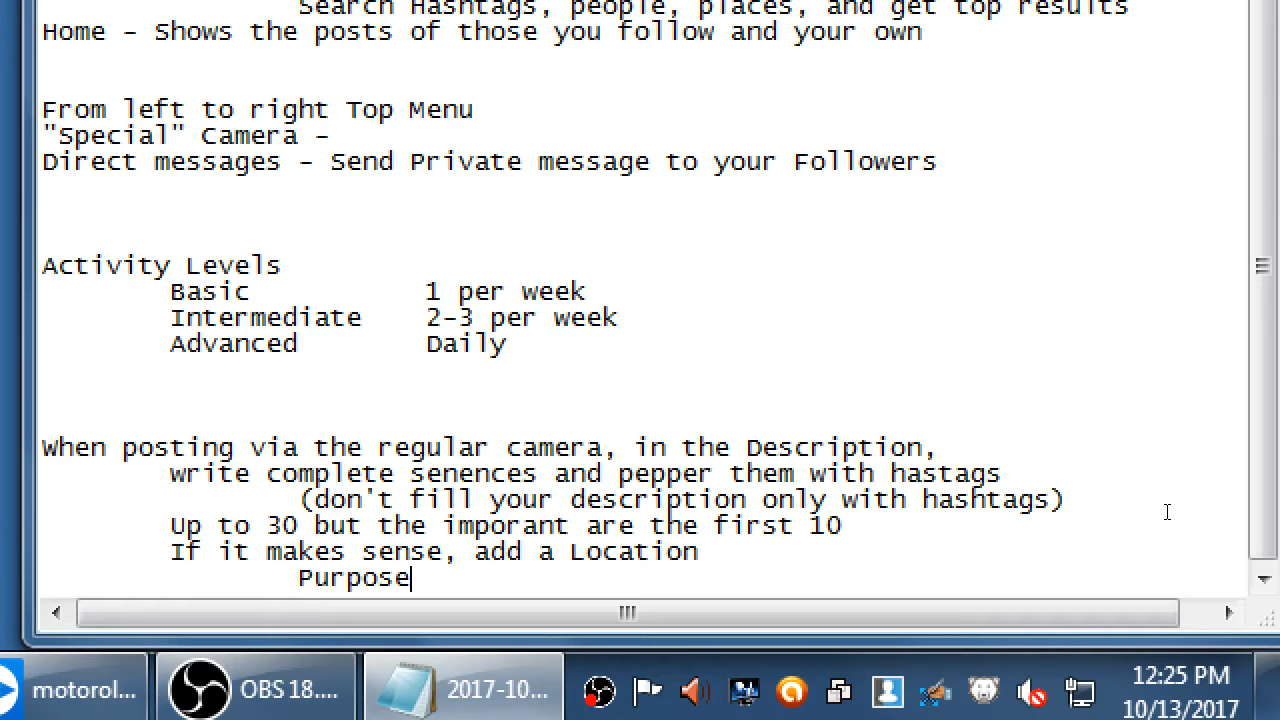 Search Hashtags, people, places, and get top results
Home – Shows the posts of those you follow and your own
From left to right Top Menu
"Special" Camera –
Direct messages – Send Private message to your Followers
Activity Levels
Basic 1 per week
Intermediate 2-3 per week
Advanced Daily
When posting via the regular camera, in the Description,
write complete senences and pepper them with hastags
(don't fill your description only with hashtags)
Up to 30 but the imporant are the first 10
If it makes sense, add a Location
Purpose
motorol...
OBS 18....
2017-10...
12:25 PM
10/13/2017